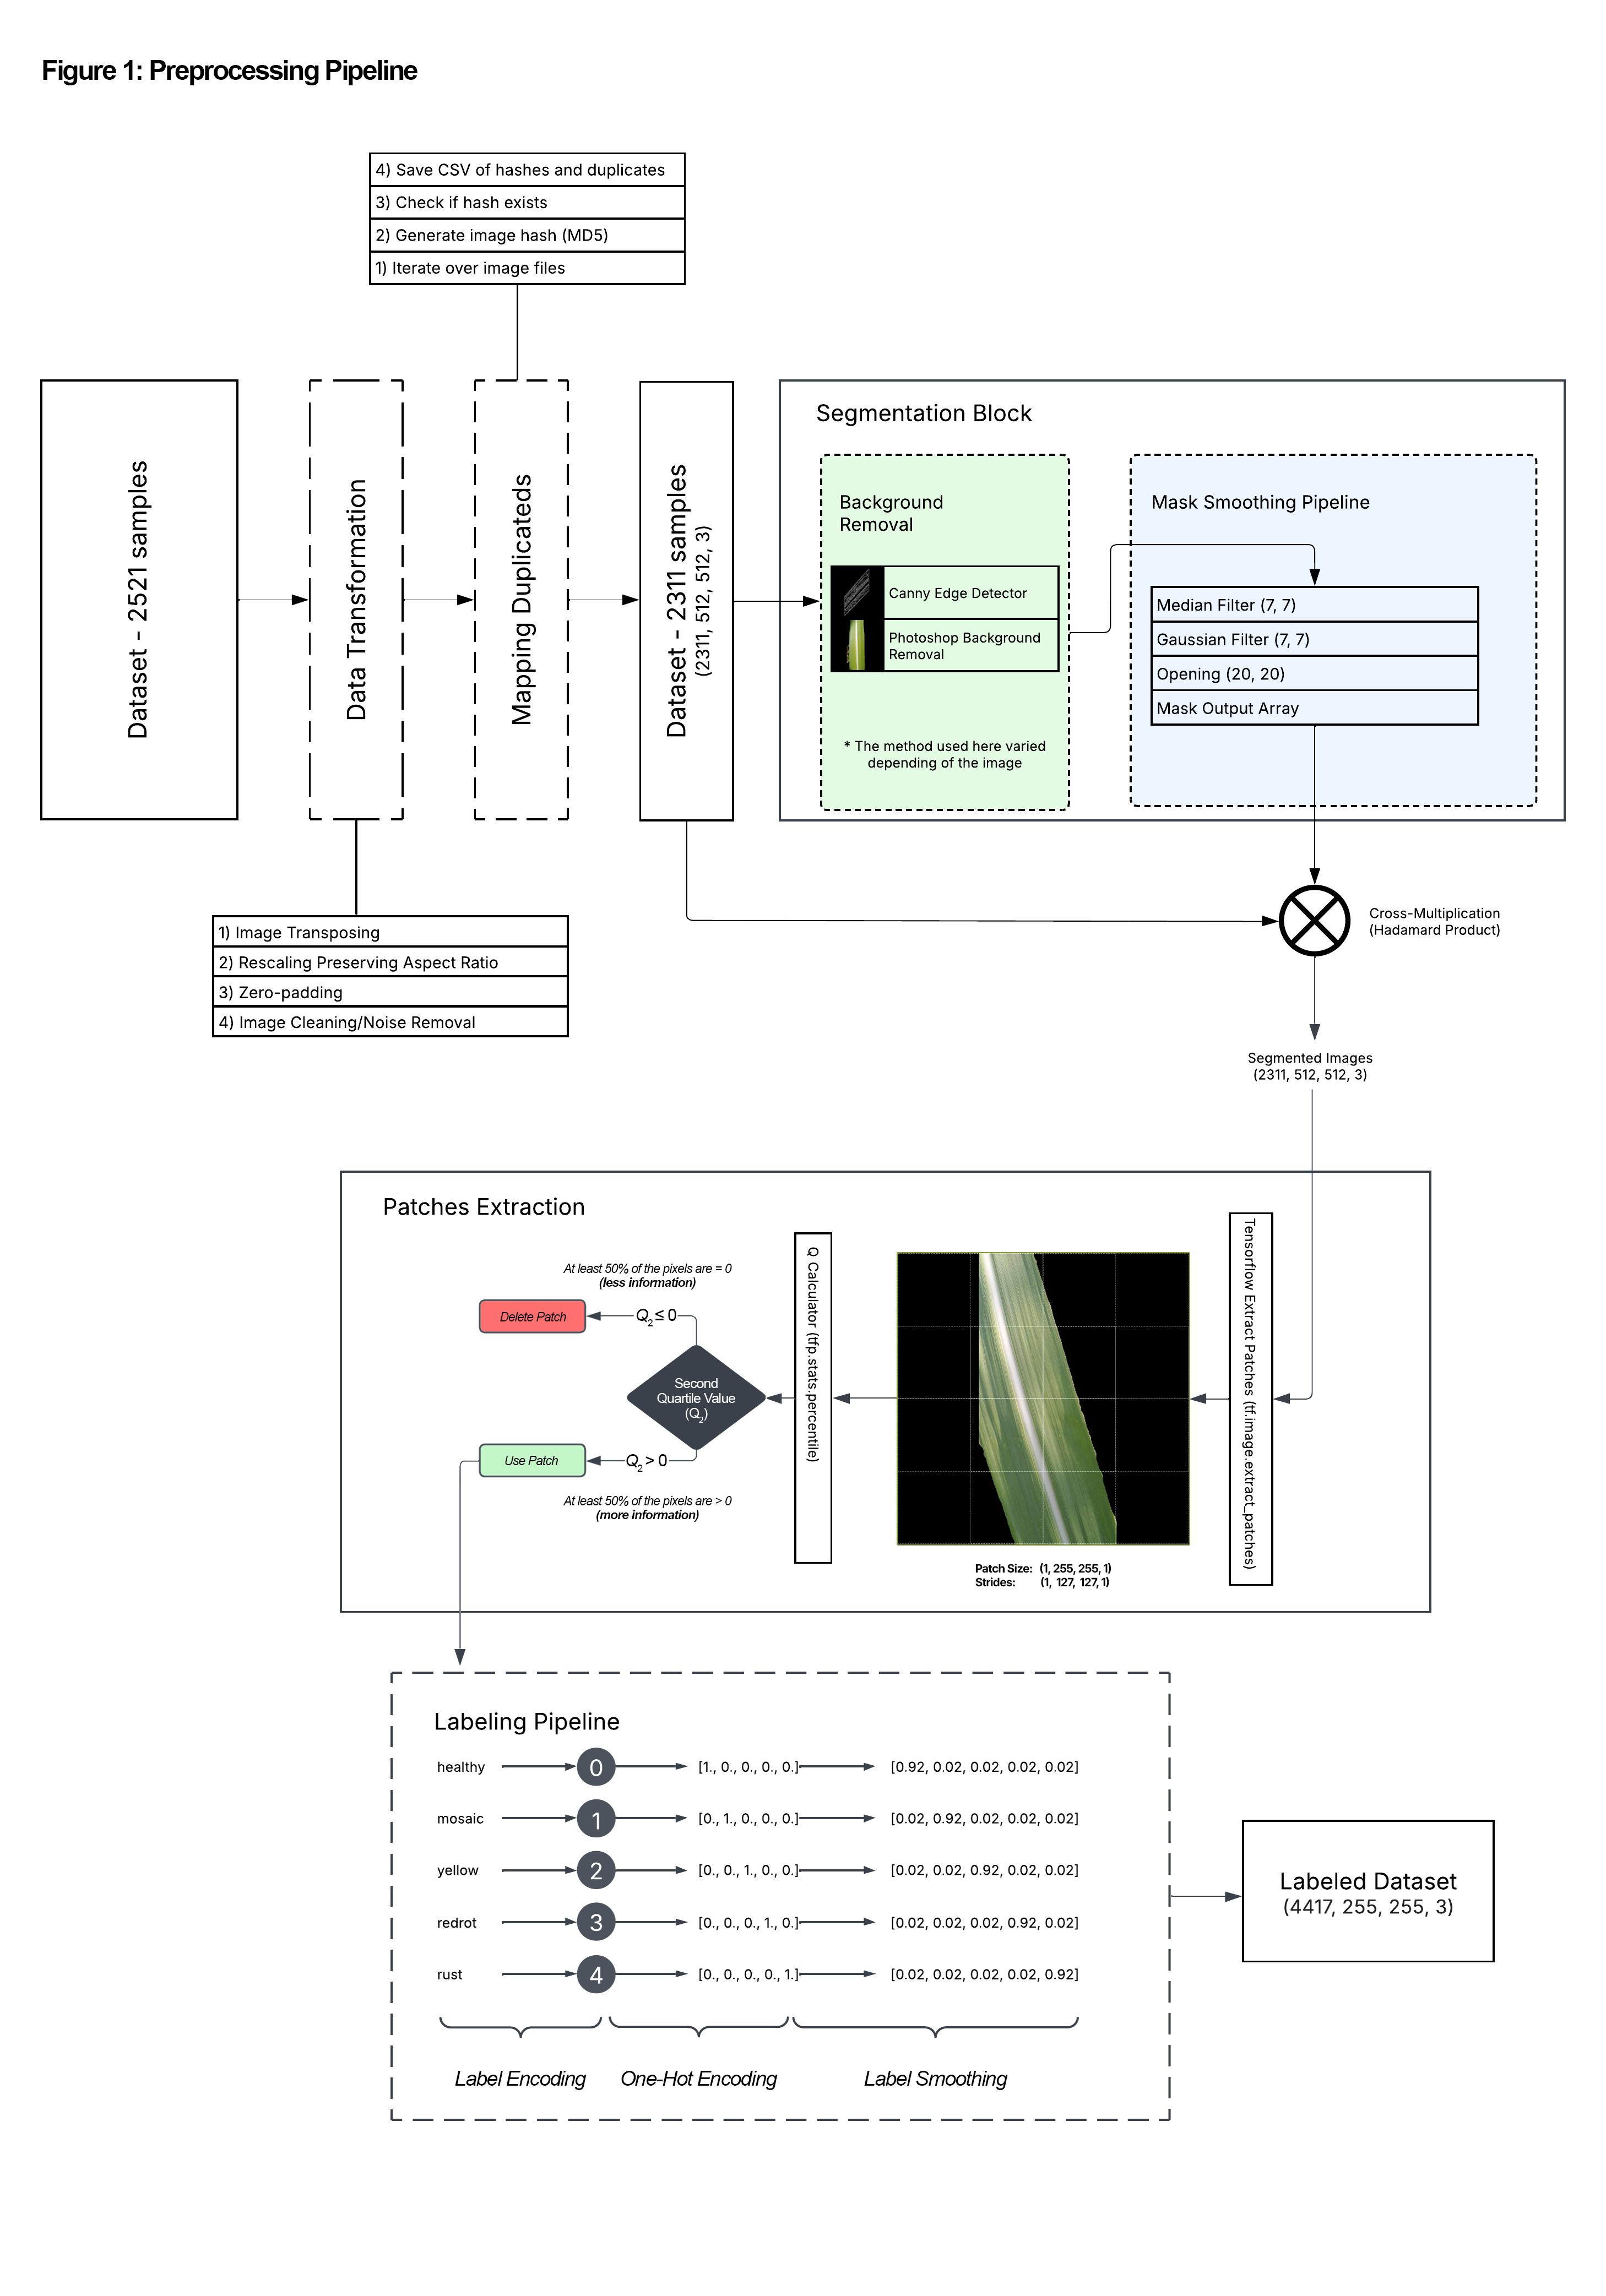 Figure 1: Preprocessing Pipeline
4) Save CSV of hashes and duplicates
3) Check if hash exists
2) Generate image hash (MD5)
1) Iterate over image files
Dataset - 2521 samples
Data Transformation
Mapping Duplicateds
Dataset - 2311 samples
(2311, 512, 512, 3)
Segmentation Block
Background
Removal
Canny Edge Detector
Photoshop Background
Removal
* The method used here varied
depending of the image
Mask Smoothing Pipeline
Median Filter (7, 7)
Gaussian Filter (7, 7)
Opening (20, 20)
Mask Output Array
1) Image Transposing
2) Rescaling Preserving Aspect Ratio
3) Zero-padding
4) Image Cleaning/Noise Removal
Cross-Multiplication
(Hadamard Product)
Segmented Images
(2311, 512, 512, 3)
Patches Extraction
At least 50% of the pixels are = 0
(less information)
Delete Patch
Q2 ≤ 0
Second
Quartile Value
(Q2)
Use Patch
Q2 > 0
At least 50% of the pixels are > 0
(more information)
Q Calculator (tfp.stats.percentile)
Patch Size: (1, 255, 255, 1)
Strides: (1, 127, 127, 1)
Tensorflow Extract Patches (tf.image.extract_patches)
Labeling Pipeline
healthy 0 [1., 0., 0., 0., 0.] [0.92, 0.02, 0.02, 0.02, 0.02]
mosaic 1 [0., 1., 0., 0., 0.] [0.02, 0.92, 0.02, 0.02, 0.02]
yellow 2 [0., 0., 1., 0., 0.] [0.02, 0.02, 0.92, 0.02, 0.02]
redrot 3 [0., 0., 0., 1., 0.] [0.02, 0.02, 0.02, 0.92, 0.02]
rust 4 [0., 0., 0., 0., 1.] [0.02, 0.02, 0.02, 0.02, 0.92]
Label Encoding One-Hot Encoding Label Smoothing
Labeled Dataset
(4417, 255, 255, 3)